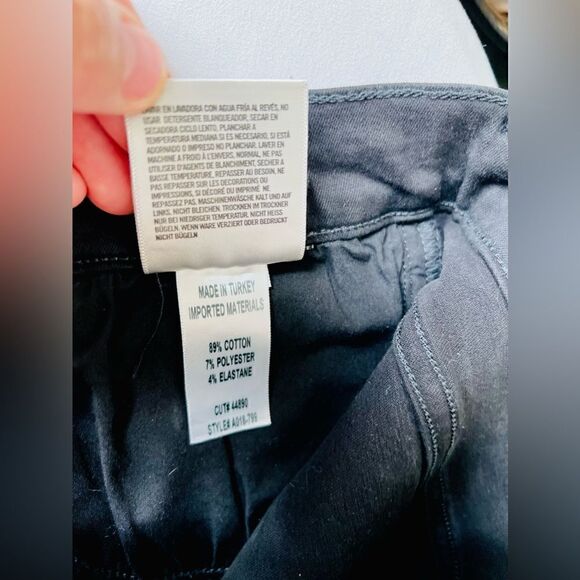 LAVAR EN LAVADORA CON AGUA FRÍA AL REVÉS, NO
USAR DETERGENTE BLANQUEADOR, SECAR EN
SECADORA CICLO LENTO, PLANCHAR A
TEMPERATURA MEDIANA SI ES NECESARIO, SI ESTÁ
ADORNADO O IMPRESO NO PLANCHAR. LAVER EN
MACHINE A FROID À L'ENVERS, NORMAL, NE PAS
UTILISER D'AGENTS DE BLANCHIMENT, SECHER A
BASSE TEMPERATURE, REPASSER AU BESOIN, NE
PAS REPASSER SUR LES DECORATIONS OU
IMPRESSIONS, SI DÉCORÉ OU IMPRIMÉ NE
REPASSEZ PAS. MASCHINENWÄSCHE KALT UND AUF
LINKS, NICHT BLEICHEN, TROCKNEN IM TROCKNER
NUR BEI NIEDRIGER TEMPERATUR, NICHT HEISS
BÜGELN, WENN WARE VERZIERT ODER BEDRUCKT
NICHT BÜGELN
MADE IN TURKEY
IMPORTED MATERIALS
89% COTTON
7% POLYESTER
4% ELASTANE
CUT# 44890
STYLE# A018-799